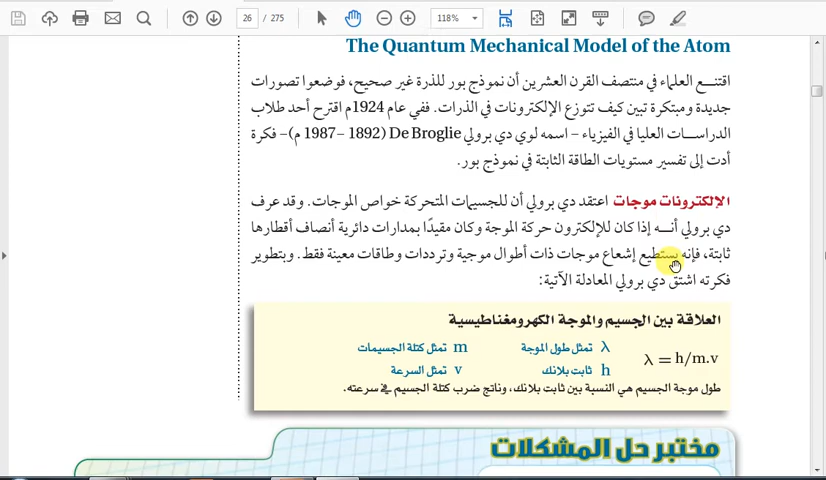 26 / 275
118%
The Quantum Mechanical Model of the Atom
اقتنـــع العلماء في منتصف القرن العشرين أن نموذج بور للذرة غير صحيح، فوضعوا تصورات
جديدة ومبتكرة تبين كيف تتوزع الإلكترونات في الذرات. ففي عام 1924م اقترح أحد طلاب
الدراســـات العليا في الفيزياء - اسمه لوي دي برولي De Broglie (1892 – 1987 م)- فكرة
أدت إلى تفسير مستويات الطاقة الثابتة في نموذج بور.
الإلكترونات موجات اعتقد دي برولي أن للجسيمات المتحركة خواص الموجات. وقد عرف
دي برولي أنـــه إذا كان للإلكترون حركة الموجة وكان مقيدًا بمدارات دائرية أنصاف أقطارها
ثابتة، فإنه يستطيع إشعاع موجات ذات أطوال موجية وترددات وطاقات معينة فقط. وبتطوير
فكرته اشتق دي برولي المعادلة الآتية:
العلاقة بين الجسيم والموجة الكهرومغناطيسية
λ = h/m.v
λ تمثل طول الموجة m تمثل كتلة الجسيمات
h ثابت بلانك v تمثل السرعة
طول موجة الجسيم هي النسبة بين ثابت بلانك، وناتج ضرب كتلة الجسيم في سرعته.
مختبر حل المشكلات